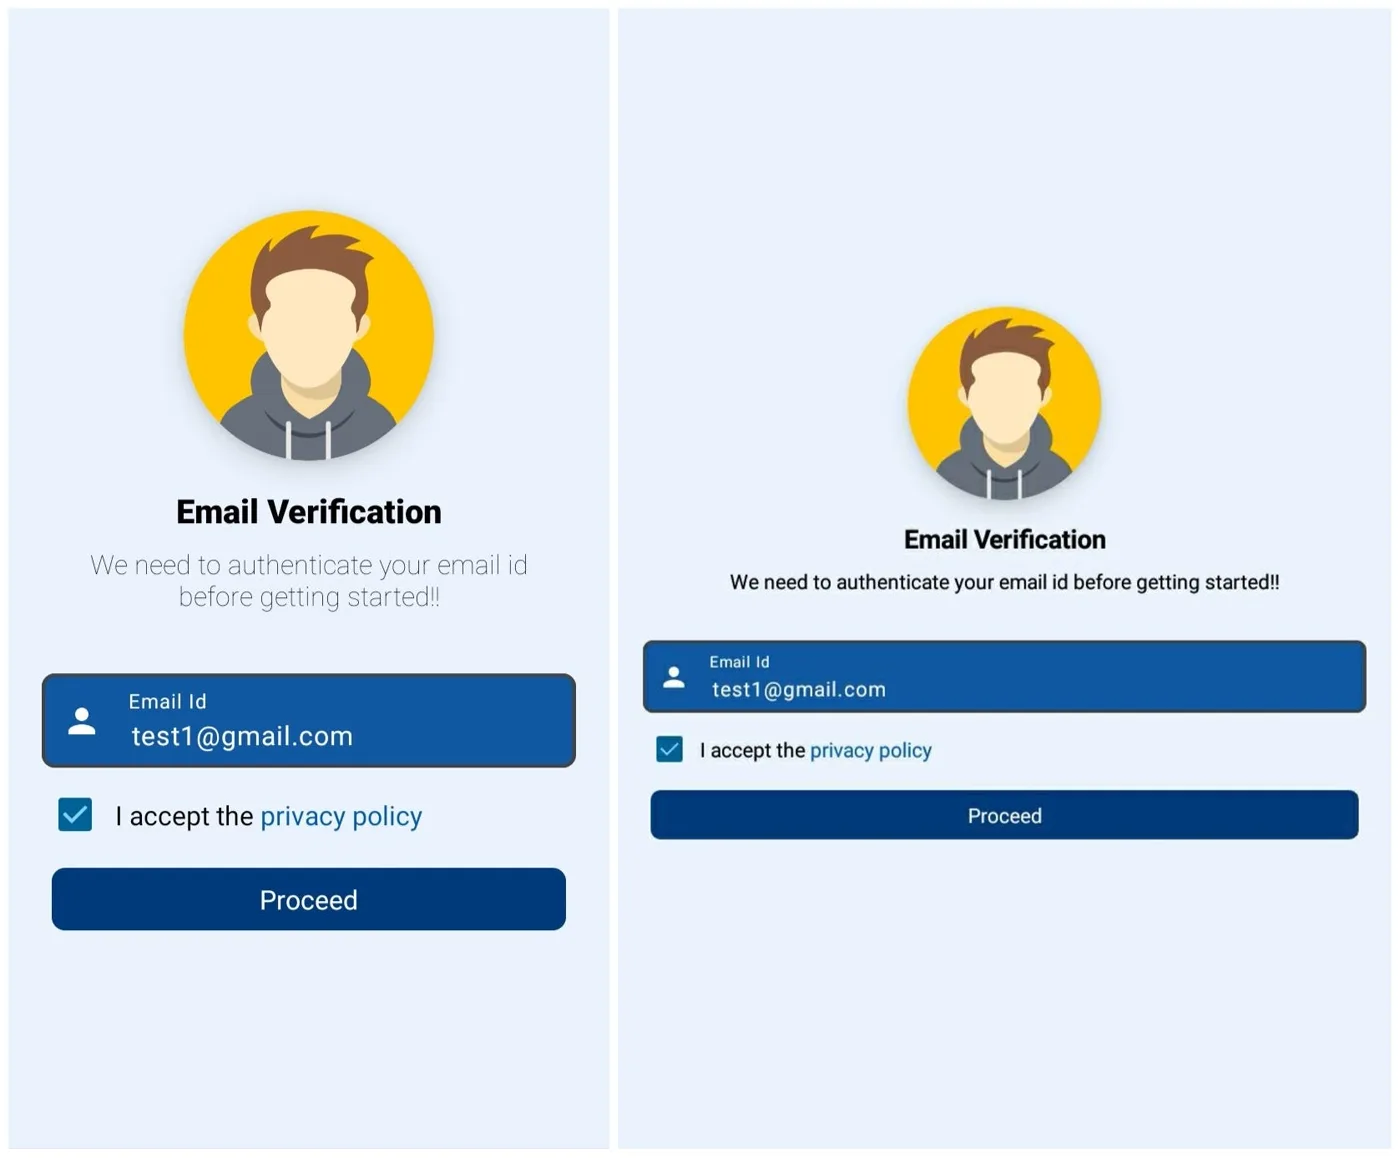 Email Verification
We need to authenticate your email id
before getting started!!
Email Id
test1@gmail.com
I accept the privacy policy
Proceed
Email Verification
We need to authenticate your email id before getting started!!
Email Id
test1@gmail.com
I accept the privacy policy
Proceed